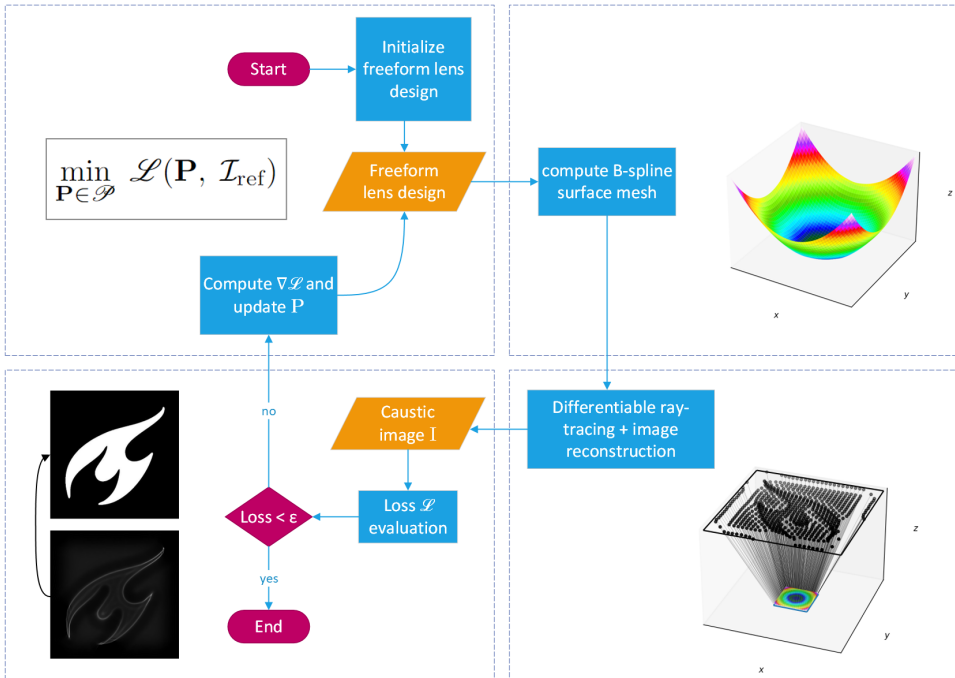 Start
Initialize
freeform lens
design
min P∈𝒫 ℒ(P, ℐref)
Freeform
lens design
compute B-spline
surface mesh
z
y
x
Compute ∇ℒ and
update P
no
Caustic
image I
Differentiable ray-
tracing + image
reconstruction
Loss < ε
Loss ℒ
evaluation
yes
End
z
y
x